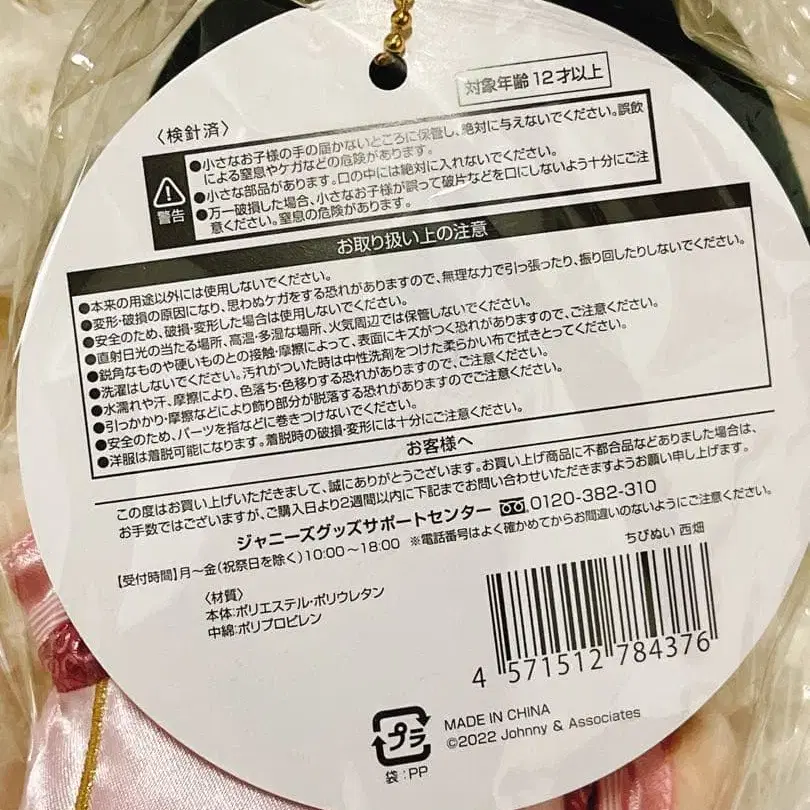 対象年齢12才以上
〈検針済〉
警告
●小さなお子様の手の届かないところに保管し、絶対に与えないでください。誤飲
による窒息やケガなどの危険があります。
●小さな部品があります。口の中には絶対に入れないでください。
●万一破損した場合、小さなお子様が誤って破片などを口にしないよう十分にご注
意ください。窒息の危険があります。
お取り扱い上の注意
●本来の用途以外には使用しないでください。
●変形・破損の原因になり、思わぬケガをする恐れがありますので、無理な力で引っ張ったり、振り回したりしないでください。
●安全のため、破損・変形した場合は使用しないでください。
●直射日光の当たる場所、高温・多湿な場所、火気周辺では保管しないでください。
●鋭角なものや硬いものとの接触・摩擦によって、表面にキズがつく恐れがありますので、ご注意ください。
●洗濯はしないでください。汚れがついた時は中性洗剤をつけた柔らかい布で拭きとってください。
●水濡れや汗、摩擦により、色落ち・色移りする恐れがありますので、ご注意ください。
●引っかかり・摩擦などにより飾り部分が脱落する恐れがありますので、ご注意ください。
●安全のため、パーツを指などに巻きつけないでください。
●洋服は着脱可能になります。着脱時の破損・変形には十分にご注意ください。
お客様へ
この度はお買い上げいただきまして、誠にありがとうございます。お買い上げ商品に不都合品などありました場合は、
お手数ではございますが、ご購入日より2週間以内に下記までお問い合わせいただきますようお願い申し上げます。
ジャニーズグッズサポートセンター 0120-382-310
【受付時間】月〜金(祝祭日を除く)10:00〜18:00 ※電話番号はよく確かめてからお間違いのないようにご注意ください。
〈材質〉
本体:ポリエステル・ポリウレタン
中綿:ポリプロピレン
ちびぬい 西畑
4 571512 784376
プラ
袋:PP
MADE IN CHINA
©2022 Johnny & Associates